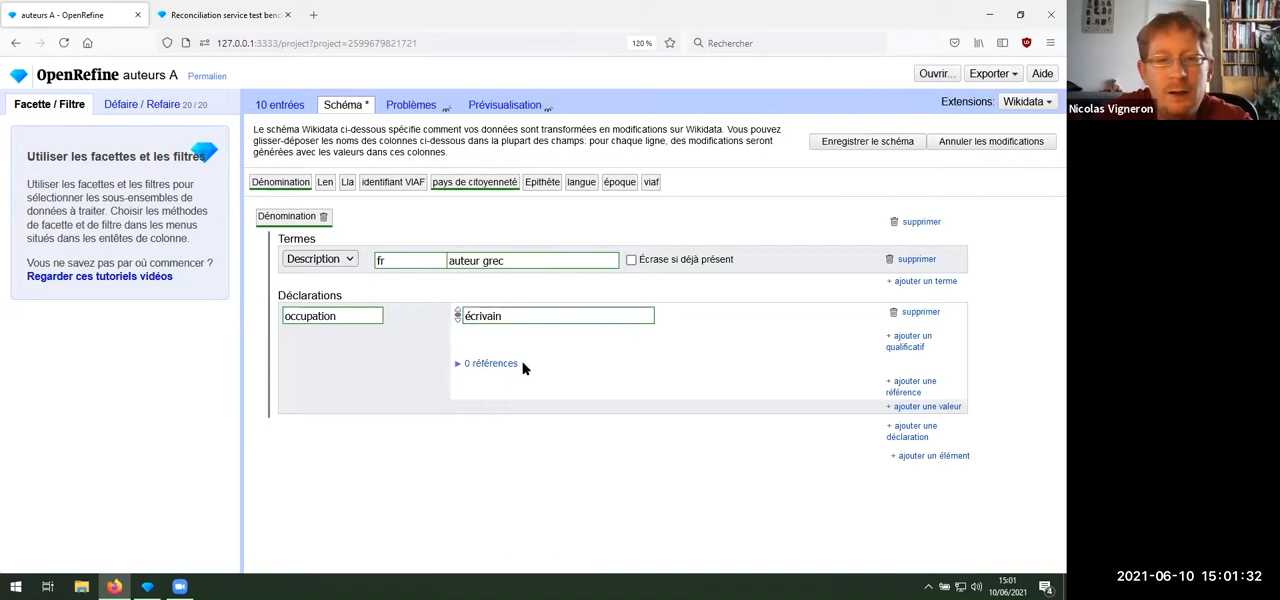 auteurs A - OpenRefine
Reconciliation service test benc
127.0.0.1:3333/project?project=2599679821721
120 %
Rechercher
Nicolas Vigneron
OpenRefine auteurs A
Permalien
Ouvrir...
Exporter
Aide
Facette / Filtre
Défaire / Refaire 20 / 20
10 entrées
Schéma *
Problèmes
Prévisualisation
Extensions:
Wikidata
Utiliser les facettes et les filtres
Utiliser les facettes et filtres pour
sélectionner les sous-ensembles de
données à traiter. Choisir les méthodes
de facette et de filtre dans les menus
situés dans les entêtes de colonne.
Ne vous savez pas par où commencer ?
Regarder ces tutoriels vidéos
Le schéma Wikidata ci-dessous spécifie comment vos données sont transformées en modifications sur Wikidata. Vous pouvez
glisser-déposer les noms des colonnes ci-dessous dans la plupart des champs: pour chaque ligne, des modifications seront
générées avec les valeurs dans ces colonnes.
Enregistrer le schéma
Annuler les modifications
Dénomination
Len
Lla
identifiant VIAF
pays de citoyenneté
Epithète
langue
époque
viaf
Dénomination
supprimer
Termes
Description
fr
auteur grec
Écrase si déjà présent
supprimer
+ ajouter un terme
Déclarations
occupation
écrivain
supprimer
+ ajouter un
qualificatif
0 références
+ ajouter une
référence
+ ajouter une valeur
+ ajouter une
déclaration
+ ajouter un élément
15:01
10/06/2021
4
2021-06-10 15:01:32